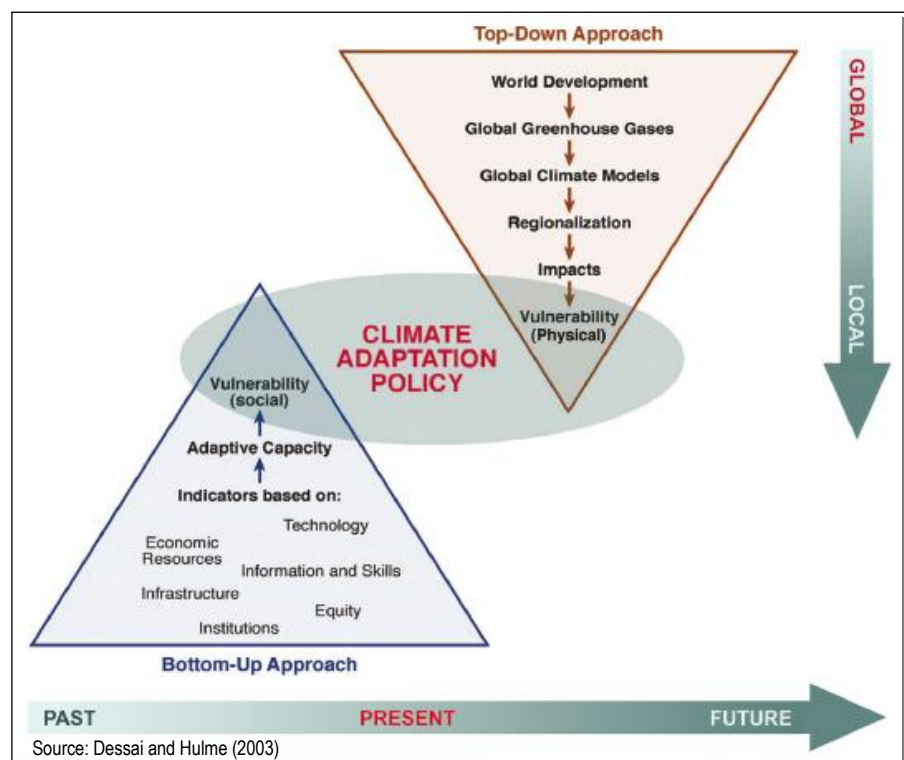 Top-Down Approach
World Development
Global Greenhouse Gases
Global Climate Models
Regionalization
Impacts
Vulnerability
(Physical)
GLOBAL
LOCAL
CLIMATE
ADAPTATION
POLICY
Vulnerability
(social)
Adaptive Capacity
Indicators based on:
Technology
Economic
Resources
Information and Skills
Infrastructure
Equity
Institutions
Bottom-Up Approach
PAST
PRESENT
FUTURE
Source: Dessai and Hulme (2003)